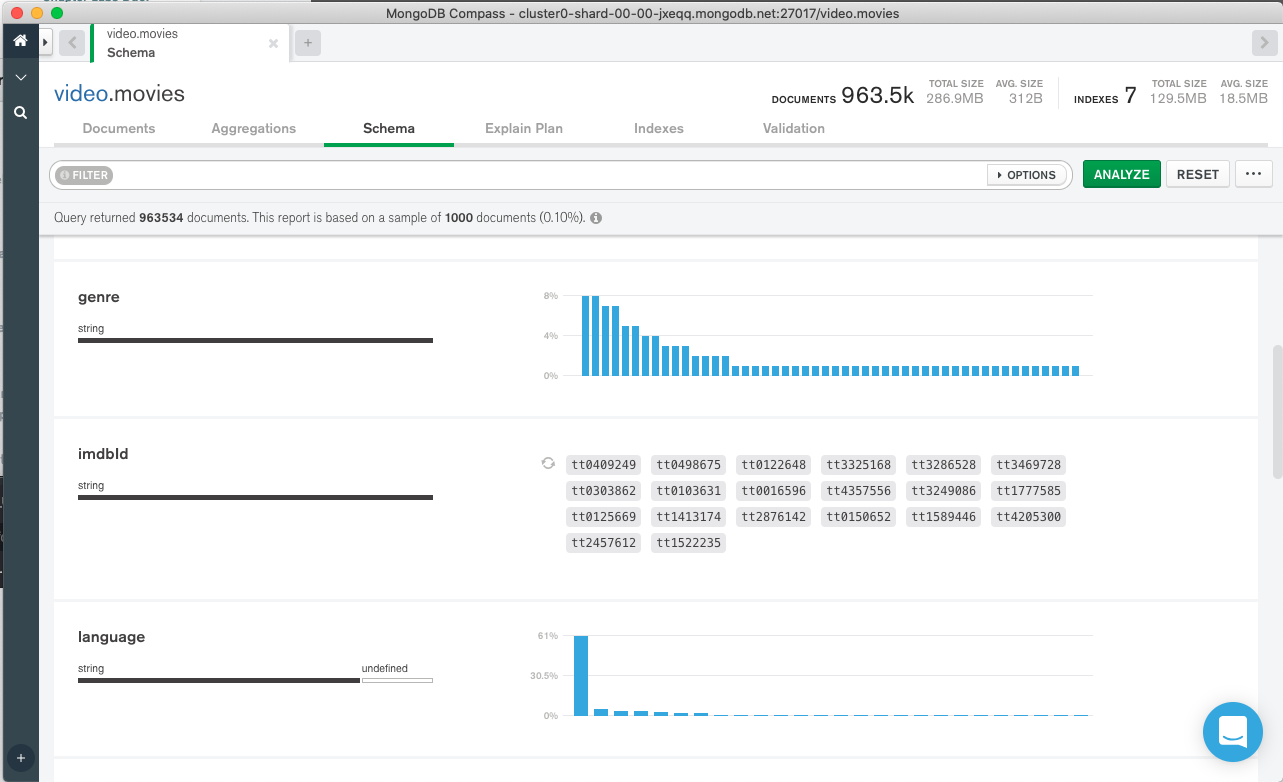 MongoDB Compass - cluster0-shard-00-00-jxeqq.mongodb.net:27017/video.movies
video.movies
Schema
video.movies
DOCUMENTS 963.5k TOTAL SIZE 286.9MB AVG. SIZE 312B INDEXES 7 TOTAL SIZE 129.5MB AVG. SIZE 18.5MB
Documents Aggregations Schema Explain Plan Indexes Validation
FILTER OPTIONS ANALYZE RESET ...
Query returned 963534 documents. This report is based on a sample of 1000 documents (0.10%).
genre
string
8%
4%
0%
imdbId
string
tt0409249 tt0498675 tt0122648 tt3325168 tt3286528 tt3469728
tt0303862 tt0103631 tt0016596 tt4357556 tt3249086 tt1777585
tt0125669 tt1413174 tt2876142 tt0150652 tt1589446 tt4205300
tt2457612 tt1522235
language
string undefined
61%
30.5%
0%